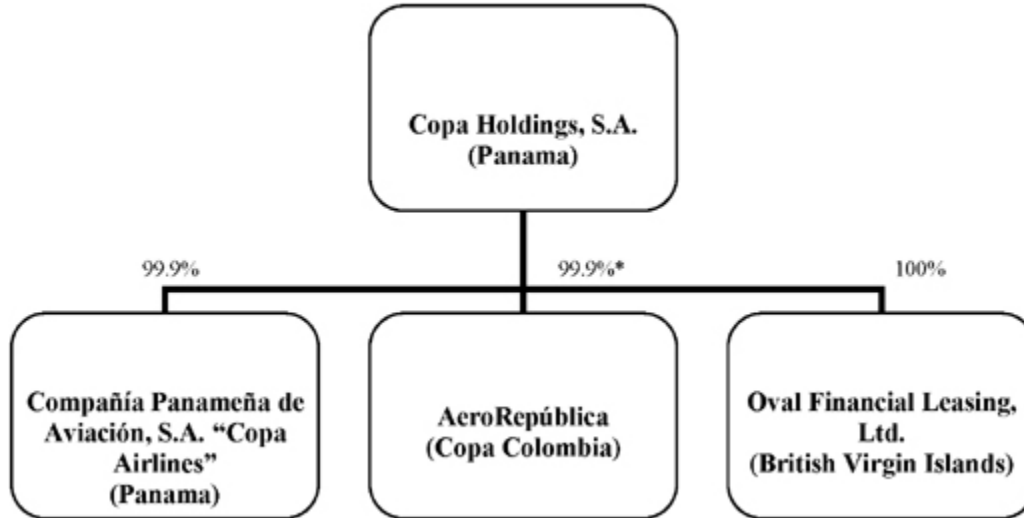 Copa Holdings, S.A.
(Panama)
99.9%
99.9%*
100%
Compañía Panameña de
Aviación, S.A. “Copa
Airlines”
(Panama)
AeroRepública
(Copa Colombia)
Oval Financial Leasing,
Ltd.
(British Virgin Islands)